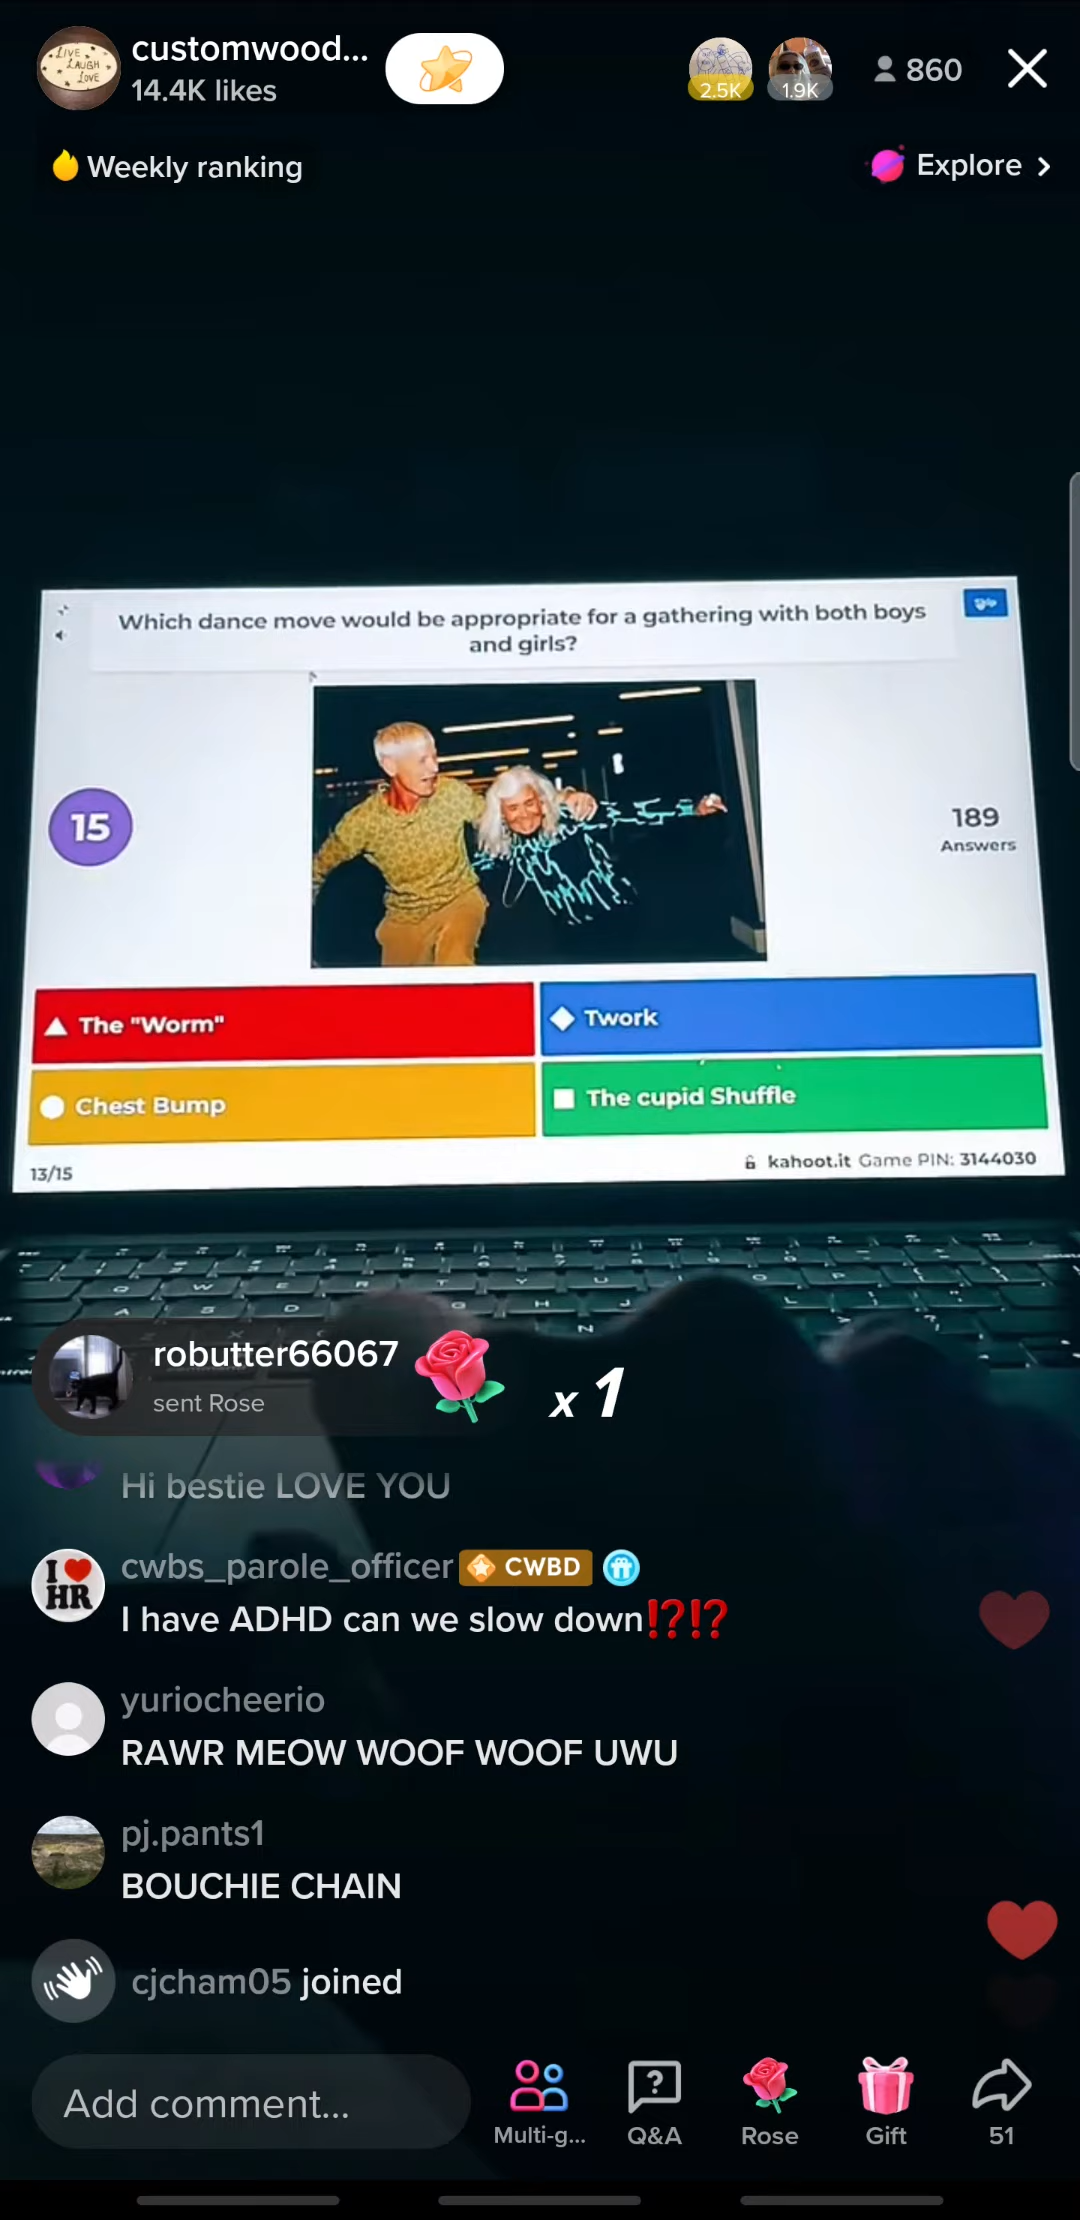 LIVE
LAUGH
LOVE
customwood...
14.4K likes
2.5K
1.9K
860
Weekly ranking
Explore
Which dance move would be appropriate for a gathering with both boys
and girls?
15
189
Answers
The "Worm"
Twork
Chest Bump
The cupid Shuffle
13/15
kahoot.it Game PIN: 3144030
robutter66067
sent Rose
x 1
Hi bestie LOVE YOU
I ❤ HR
cwbs_parole_officer CWBD
I have ADHD can we slow down⁉️⁉️
yuriocheerio
RAWR MEOW WOOF WOOF UWU
pj.pants1
BOUCHIE CHAIN
cjcham05 joined
Add comment...
Multi-g...
Q&A
Rose
Gift
51